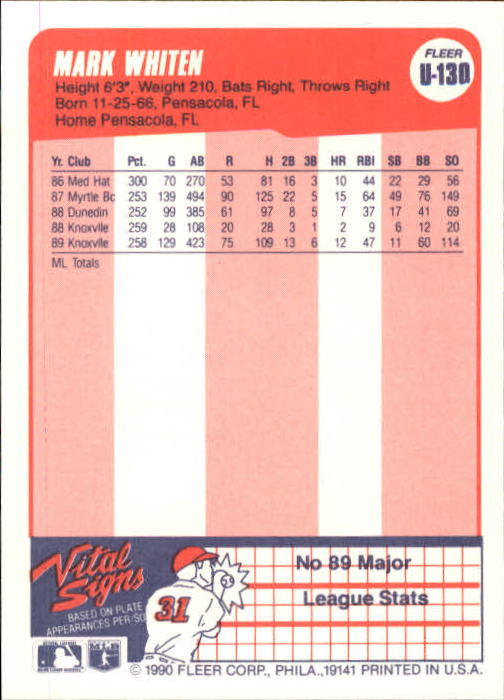 MARK WHITEN
FLEER
U-130
Height 6'3", Weight 210, Bats Right, Throws Right
Born 11-25-66, Pensacola, FL
Home Pensacola, FL
Yr. Club Pct. G AB R H 2B 3B HR RBI SB BB SO
86 Med Hat 300 70 270 53 81 16 3 10 44 22 29 56
87 Myrtle Bc 253 139 494 90 125 22 5 15 64 49 76 149
88 Dunedin 252 99 385 61 97 8 5 7 37 17 41 69
88 Knoxvlle 259 28 108 20 28 3 1 2 9 6 12 20
89 Knoxvlle 258 129 423 75 109 13 6 12 47 11 60 114
ML Totals
Vital
Signs
BASED ON PLATE
APPEARANCES PER/SO
31
No 89 Major
League Stats
MLB
© 1990 FLEER CORP., PHILA., 19141 PRINTED IN U.S.A.